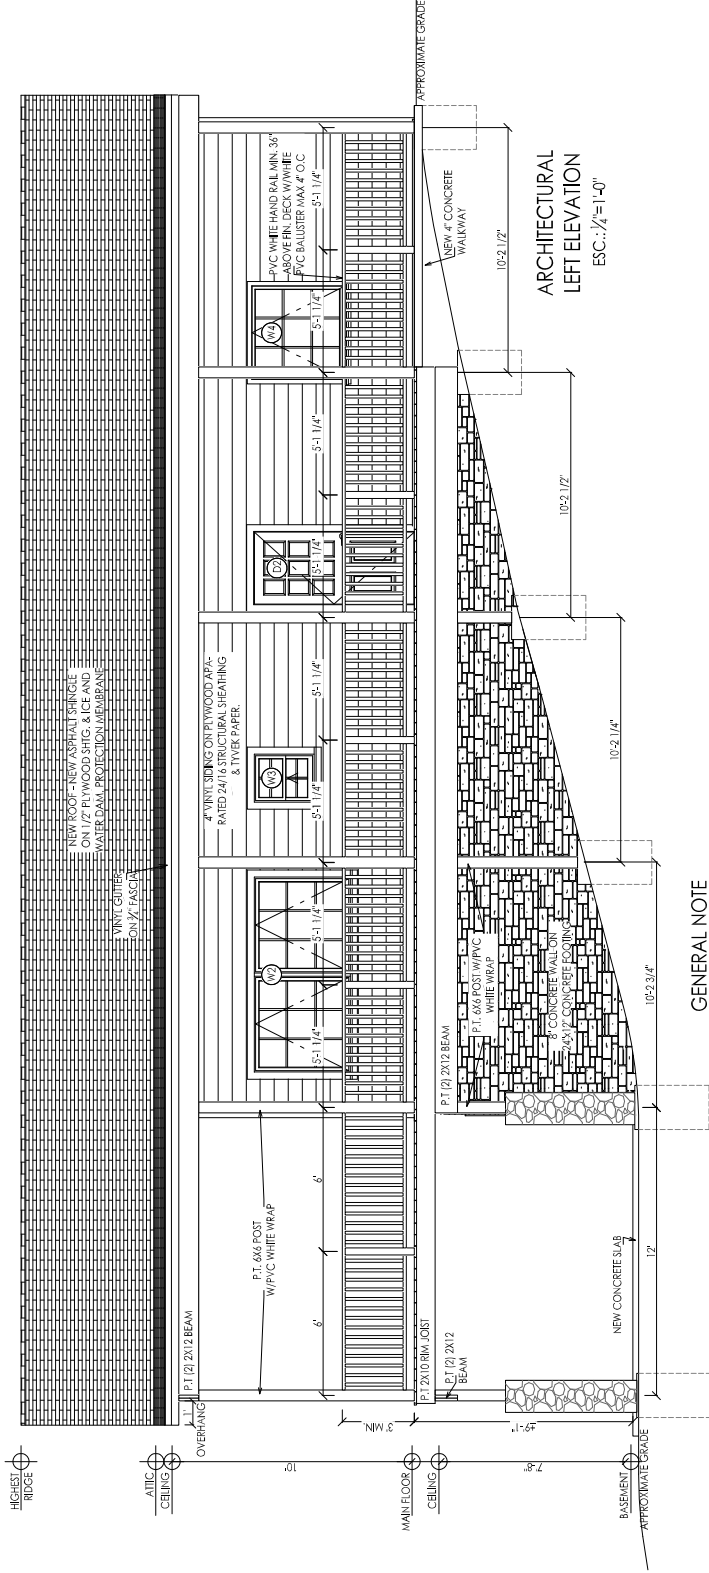 HIGHEST
RIDGE
ATTIC
CEILING
MAIN FLOOR
CEILING
BASEMENT
APPROXIMATE GRADE
10'
7'-8"
1'
OVERHANG
3' MIN.
±9'-1"
P.T (2) 2X12 BEAM
P.T 2X10 RIM JOIST
P.T (2) 2X12
BEAM
P.T. 6X6 POST
W/PVC WHITE WRAP
6'
6'
NEW CONCRETE SLAB
12'
NEW ROOF - NEW ASPHALT SHINGLE
ON 1/2" PLYWOOD SHTG. & ICE AND
WATER DAM. PROTECTION MEMBRANE
VINYL GUTTER
ON ¾" FASCIA
4" VINYL SIDING ON PLYWOOD APA-
RATED 24/16 STRUCTURAL SHEATHING
& TYVEK PAPER.
W2
W3
D2
W4
5'-1 1/4"
5'-1 1/4"
5'-1 1/4"
5'-1 1/4"
5'-1 1/4"
5'-1 1/4"
5'-1 1/4"
5'-1 1/4"
PVC WHITE HAND RAIL MIN. 36"
ABOVE FIN. DECK W/WHITE
PVC BALUSTER MAX 4" O.C
P.T (2) 2X12 BEAM
P.T. 6X6 POST W/PVC
WHITE WRAP
8" CONCRETE WALL ON
24"X12" CONCRETE FOOTING
10'-2 3/4"
10'-2 1/4"
10'-2 1/2"
10'-2 1/2"
NEW 4" CONCRETE
WALKWAY
APPROXIMATE GRADE
ARCHITECTURAL
LEFT ELEVATION
ESC.: ¼"=1'-0"
GENERAL NOTE